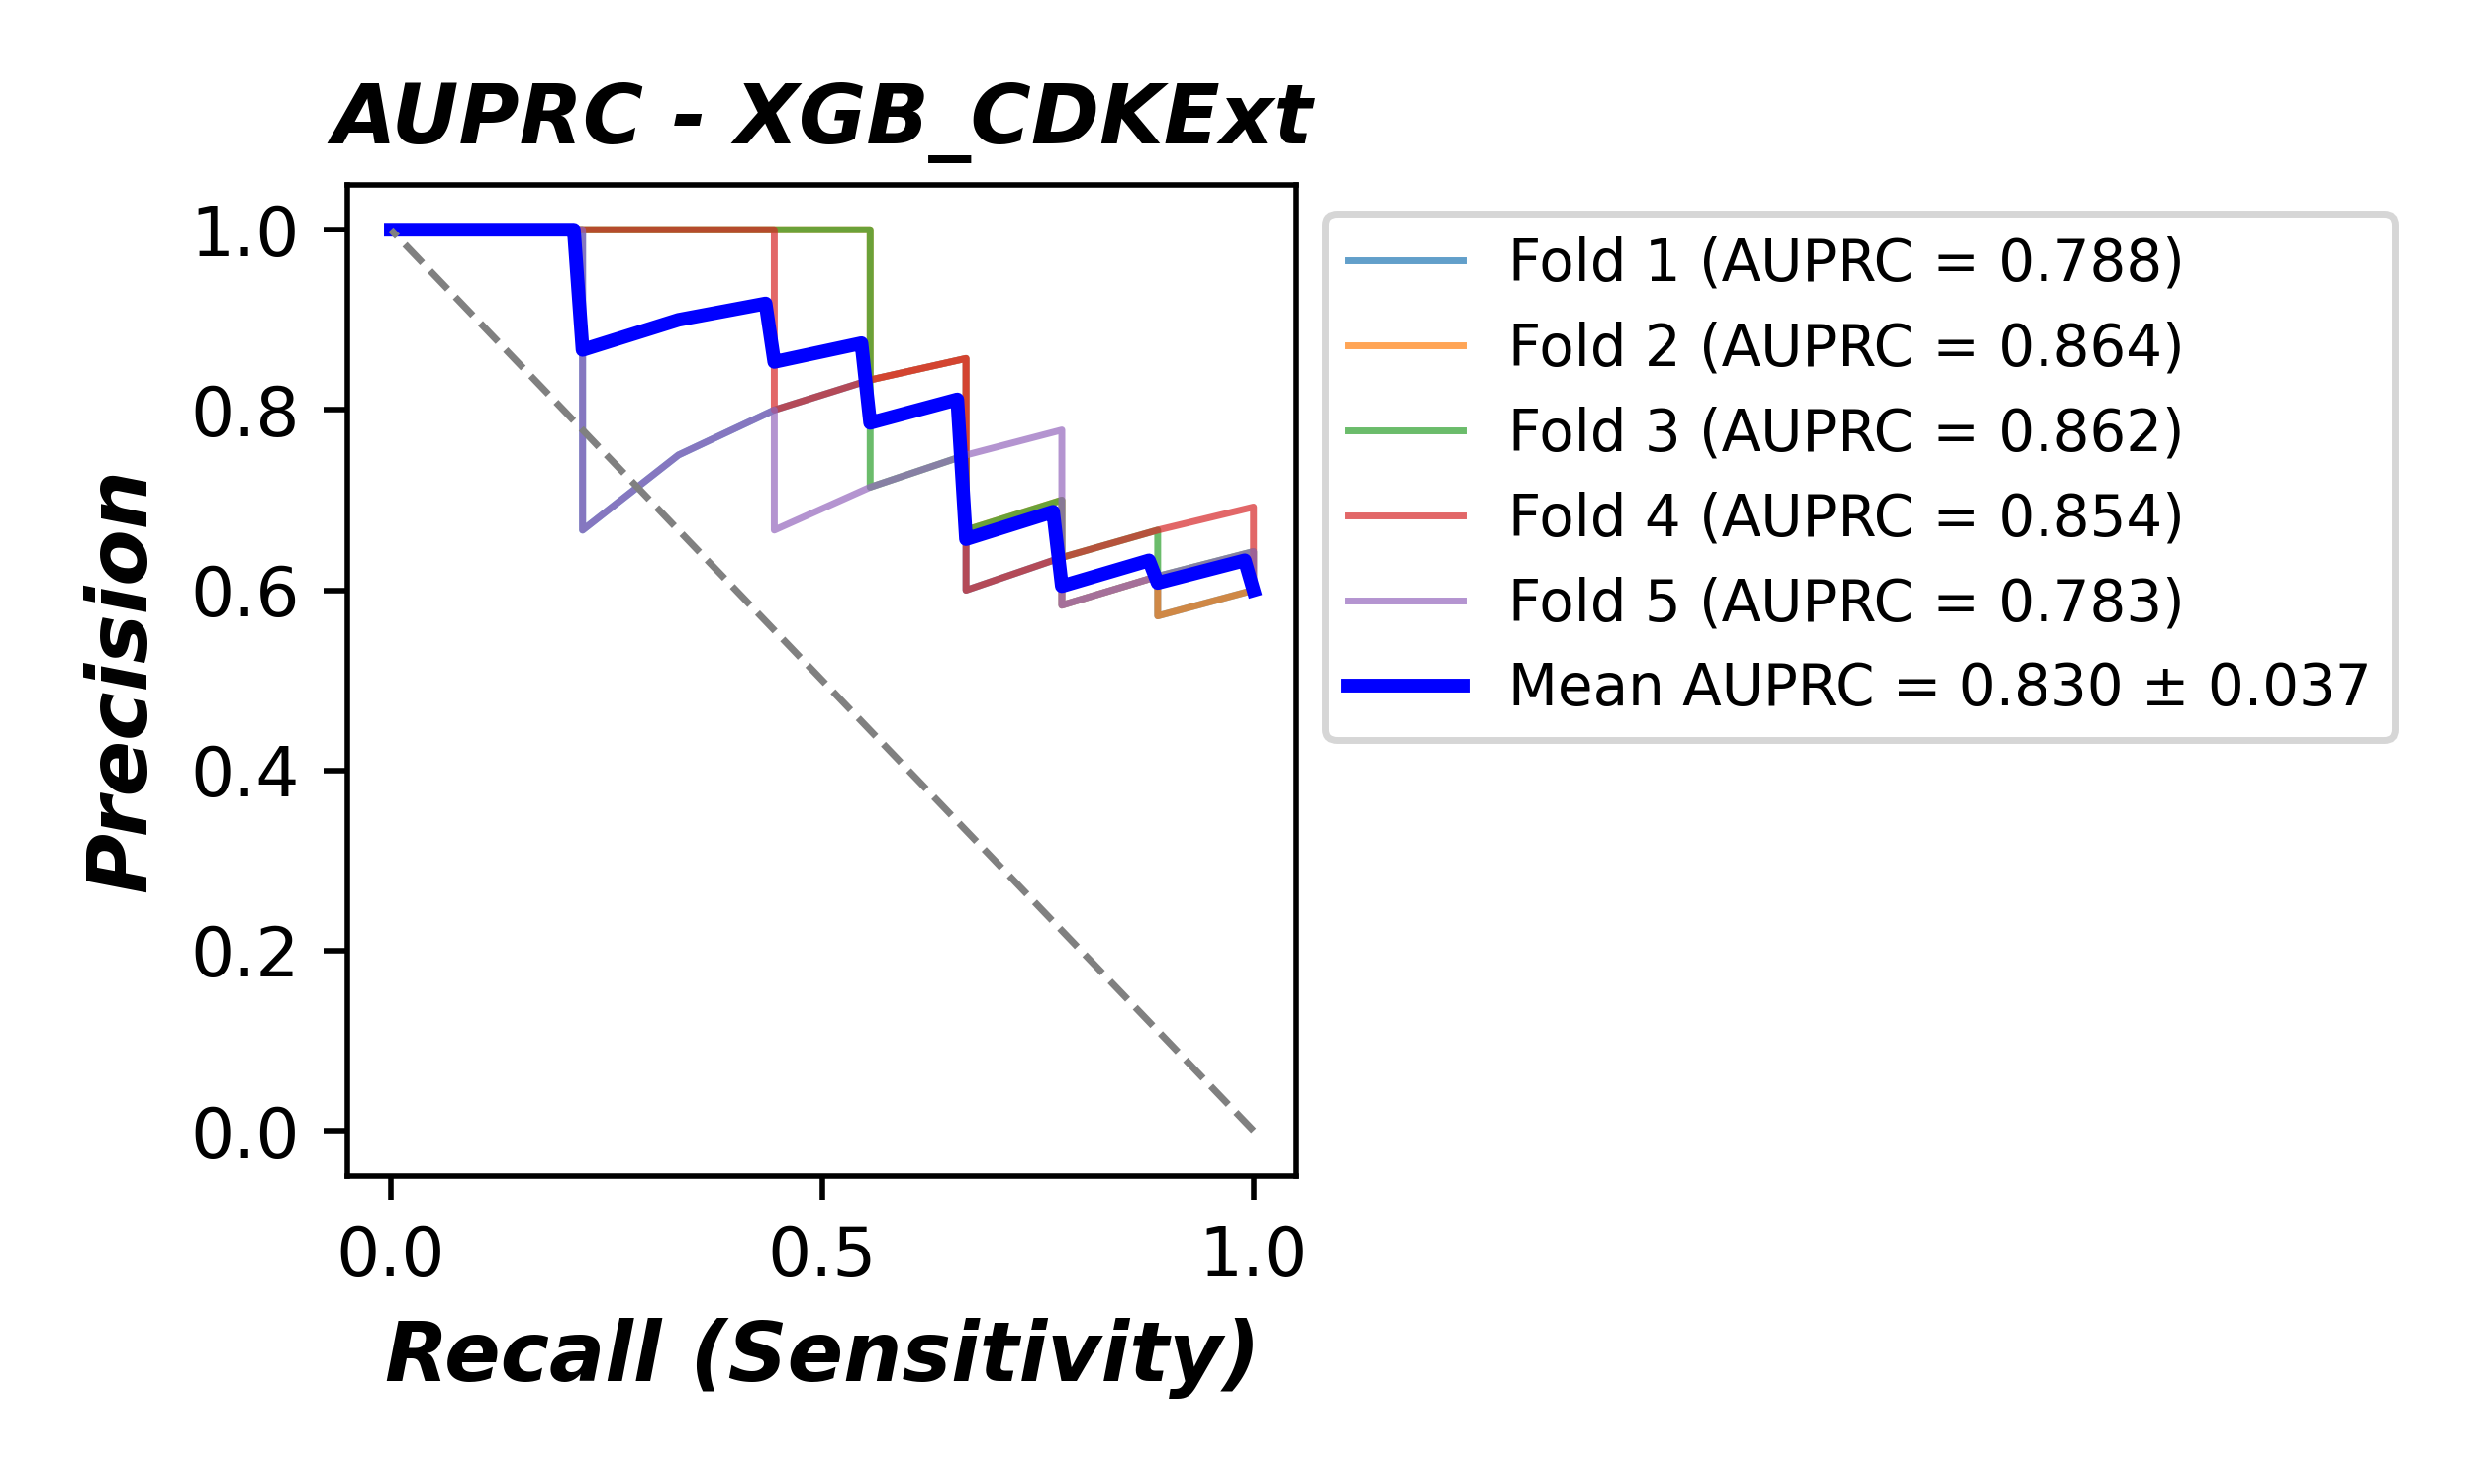 AUPRC - XGB_CDKExt
Precision
1.0
0.8
0.6
0.4
0.2
0.0
0.0 0.5 1.0
Recall (Sensitivity)
Fold 1 (AUPRC = 0.788)
Fold 2 (AUPRC = 0.864)
Fold 3 (AUPRC = 0.862)
Fold 4 (AUPRC = 0.854)
Fold 5 (AUPRC = 0.783)
Mean AUPRC = 0.830 ± 0.037